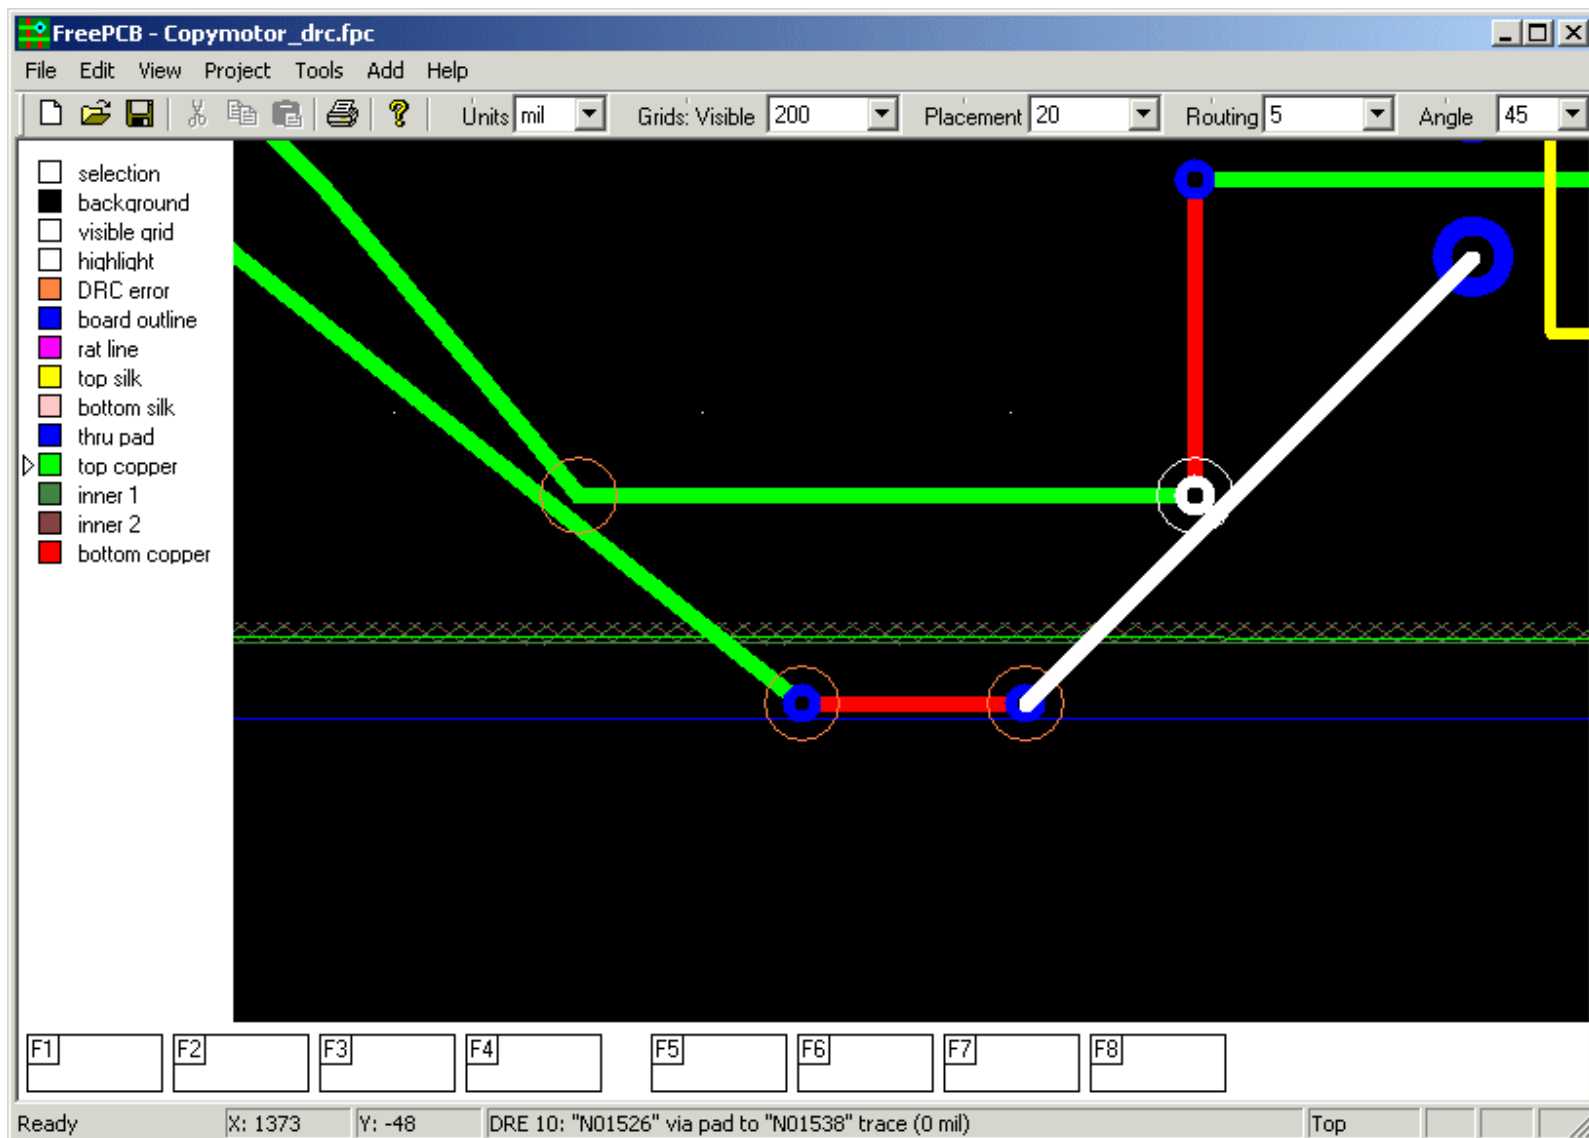 FreePCB - Copymotor_drc.fpc
File Edit View Project Tools Add Help
Units mil Grids: Visible 200 Placement 20 Routing 5 Angle 45
selection
background
visible grid
highlight
DRC error
board outline
rat line
top silk
bottom silk
thru pad
top copper
inner 1
inner 2
bottom copper
F1 F2 F3 F4 F5 F6 F7 F8
Ready X: 1373 Y: -48 DRE 10: "N01526" via pad to "N01538" trace (0 mil) Top